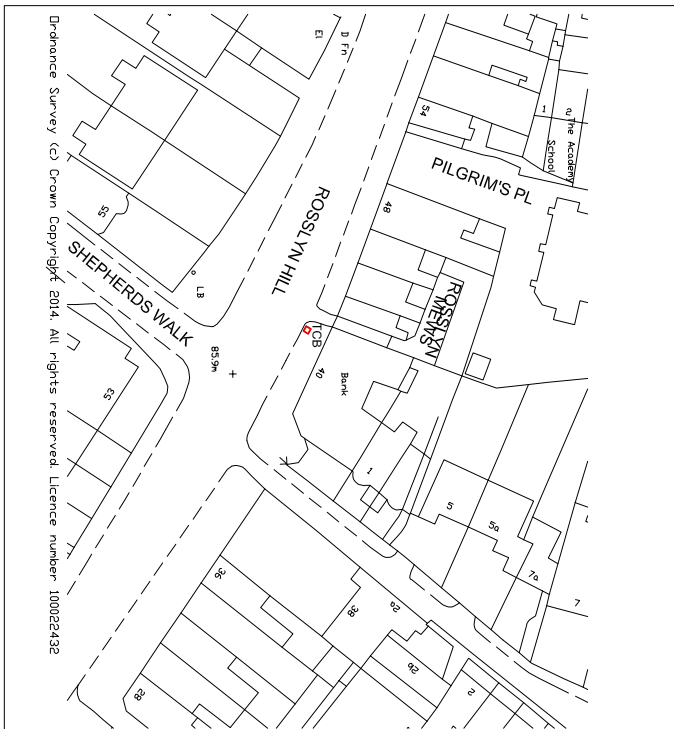 Ordnance Survey (c) Crown Copyright 2014. All rights reserved. Licence number 100022432
El
D Fn
54
1
2
The Academy
School
PILGRIM'S PL
48
55
ROSSLYN HILL
ROSSLYN
MEWS
SHEPHERDS WALK
LB
TCB
85.9m
40
Bank
53
1
5
5a
7a
7
36
38
2a
2b
2
28